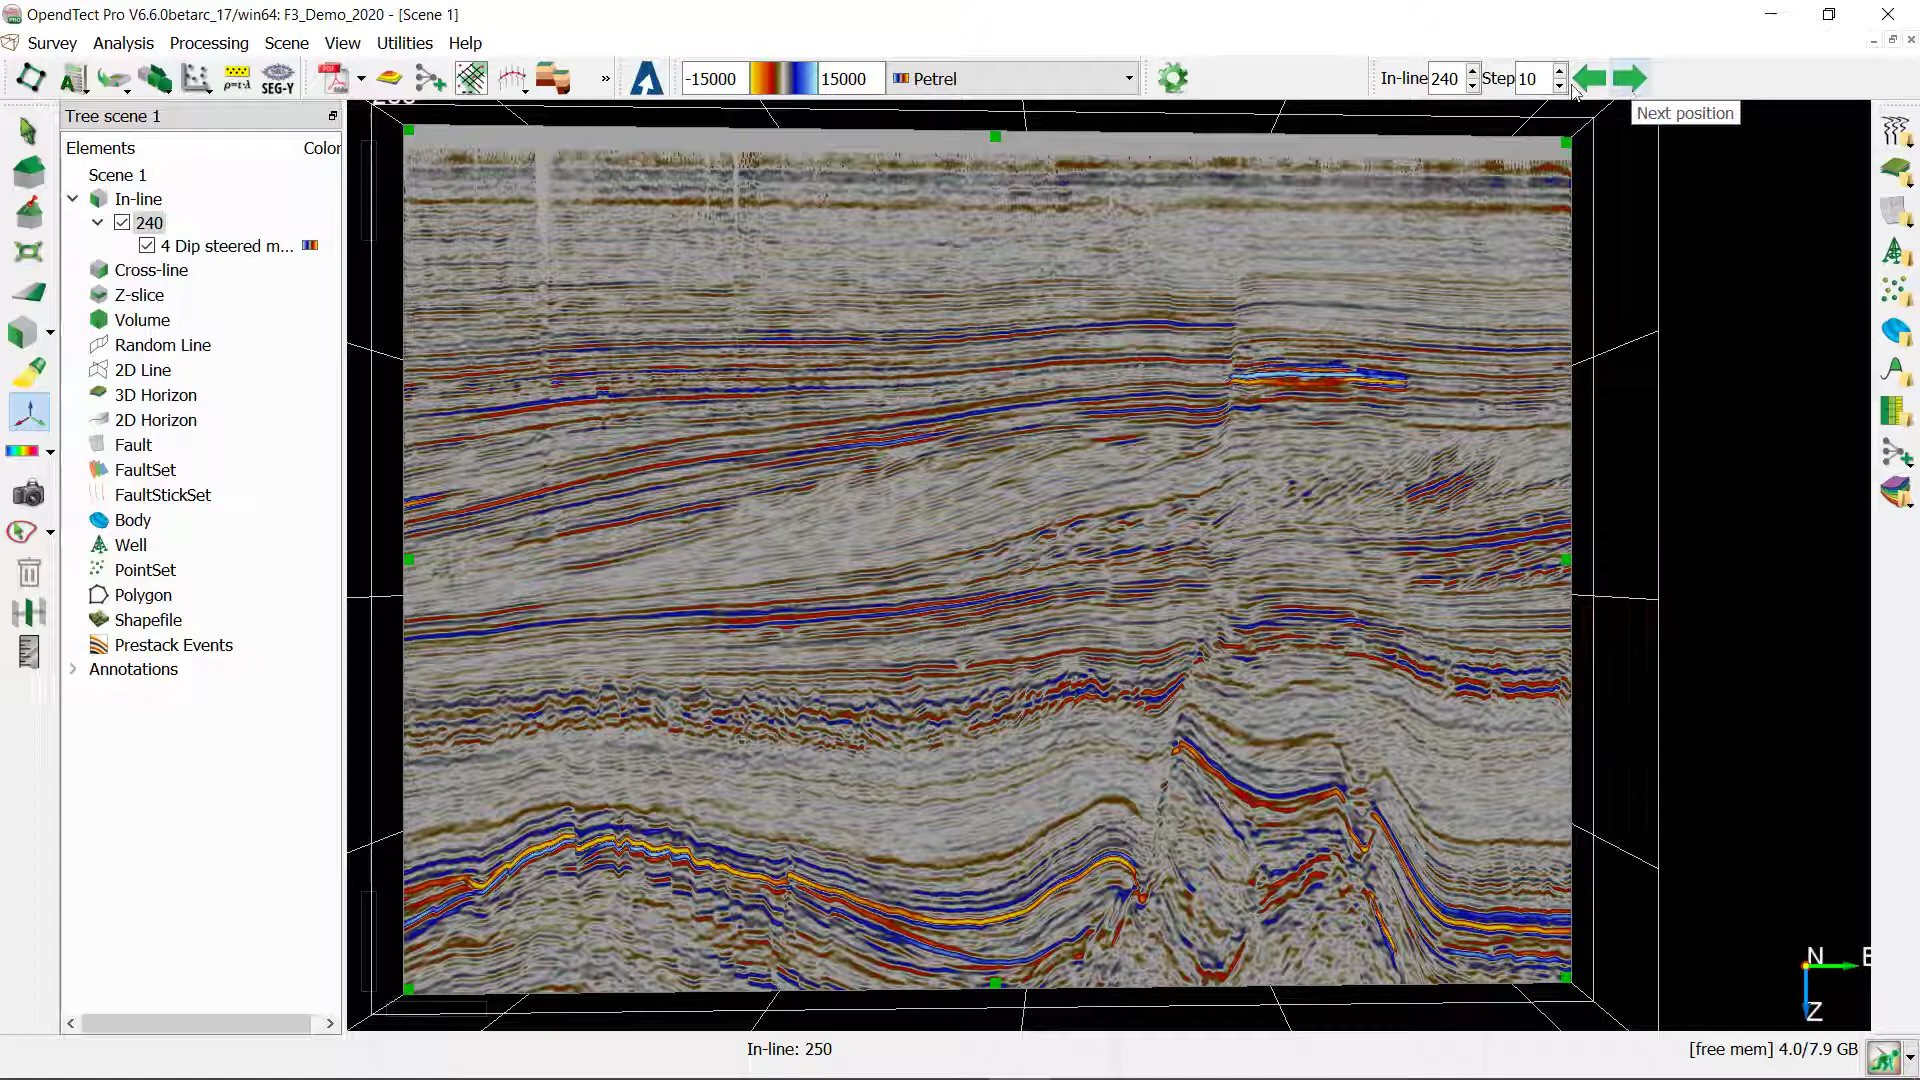 OpendTect Pro V6.6.0betarc_17/win64: F3_Demo_2020 - [Scene 1]
Survey Analysis Processing Scene View Utilities Help
PDF SEG-Y » -15000 15000 Petrel In-line 240 Step 10
Next position
Tree scene 1
Elements Color
Scene 1
In-line
240
4 Dip steered m...
Cross-line
Z-slice
Volume
Random Line
2D Line
3D Horizon
2D Horizon
Fault
FaultSet
FaultStickSet
Body
Well
PointSet
Polygon
Shapefile
Prestack Events
Annotations
N
Z
In-line: 250
[free mem] 4.0/7.9 GB